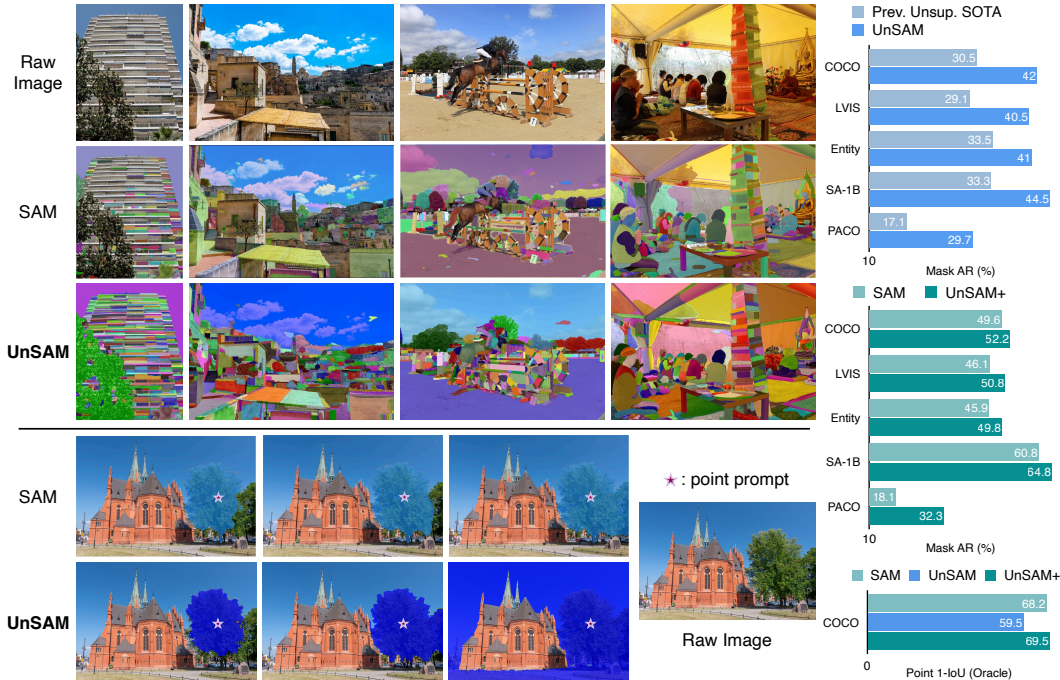 Raw
Image
SAM
UnSAM
SAM
UnSAM
☆ : point prompt
Raw Image
Prev. Unsup. SOTA
UnSAM
COCO
30.5
42
LVIS
29.1
40.5
Entity
33.5
41
SA-1B
33.3
44.5
PACO
17.1
29.7
10
Mask AR (%)
SAM UnSAM+
COCO
49.6
52.2
LVIS
46.1
50.8
Entity
45.9
49.8
SA-1B
60.8
64.8
PACO
18.1
32.3
10
Mask AR (%)
SAM UnSAM UnSAM+
COCO
68.2
59.5
69.5
0
Point 1-IoU (Oracle)